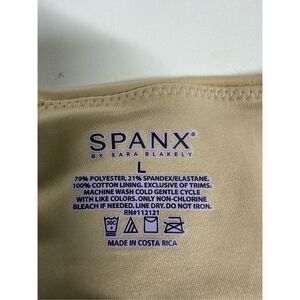 SPANX®
BY SARA BLAKELY
L
79% POLYESTER, 21% SPANDEX/ELASTANE.
100% COTTON LINING. EXCLUSIVE OF TRIMS.
MACHINE WASH COLD GENTLE CYCLE
WITH LIKE COLORS. ONLY NON-CHLORINE
BLEACH IF NEEDED. LINE DRY. DO NOT IRON.
RN#112121
30C
MADE IN COSTA RICA